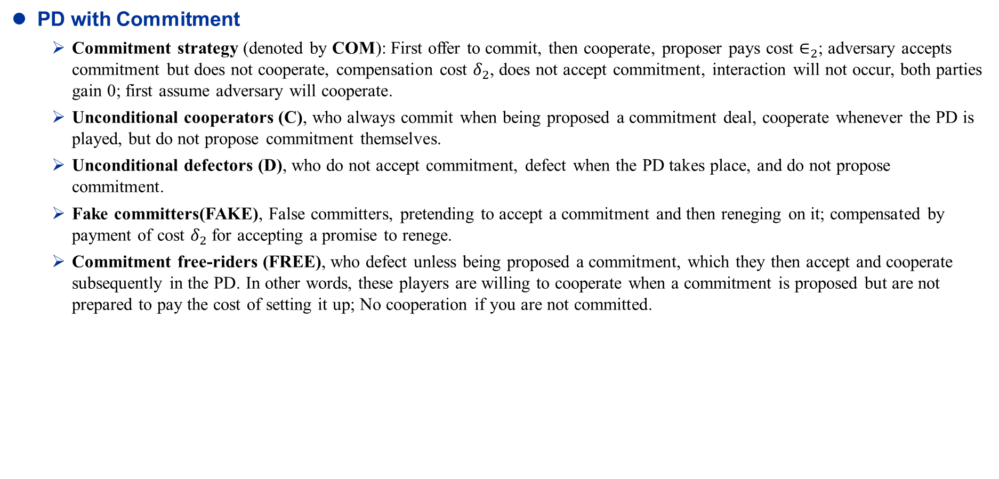 ● PD with Commitment
➢ Commitment strategy (denoted by COM): First offer to commit, then cooperate, proposer pays cost ∈₂; adversary accepts
commitment but does not cooperate, compensation cost δ₂, does not accept commitment, interaction will not occur, both parties
gain 0; first assume adversary will cooperate.
➢ Unconditional cooperators (C), who always commit when being proposed a commitment deal, cooperate whenever the PD is
played, but do not propose commitment themselves.
➢ Unconditional defectors (D), who do not accept commitment, defect when the PD takes place, and do not propose
commitment.
➢ Fake committers(FAKE), False committers, pretending to accept a commitment and then reneging on it; compensated by
payment of cost δ₂ for accepting a promise to renege.
➢ Commitment free-riders (FREE), who defect unless being proposed a commitment, which they then accept and cooperate
subsequently in the PD. In other words, these players are willing to cooperate when a commitment is proposed but are not
prepared to pay the cost of setting it up; No cooperation if you are not committed.